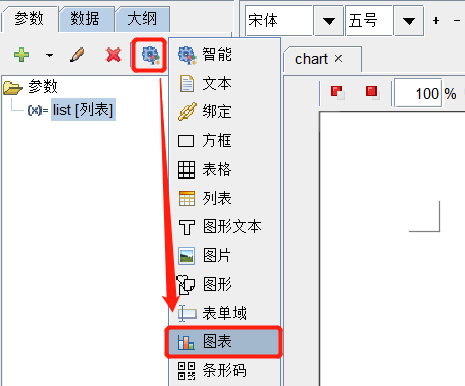 参数 数据 大纲
宋体 五号 + -
chart ×
100 %
参数
(x)= list [列表]
智能
文本
绑定
方框
表格
列表
图形文本
图片
图形
表单域
图表
条形码